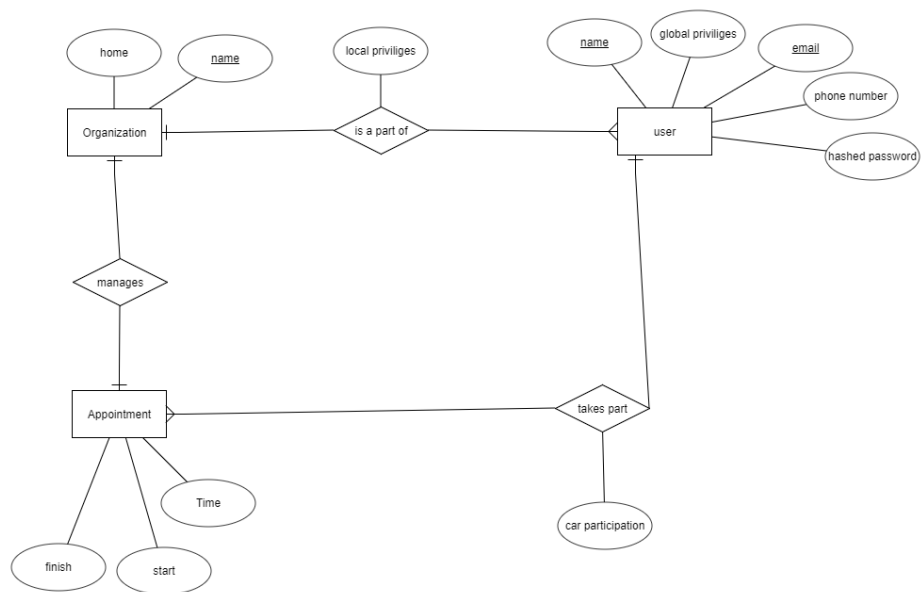 home
name
local priviliges
name
global priviliges
email
phone number
hashed password
Organization
is a part of
user
manages
Appointment
takes part
Time
car participation
finish
start